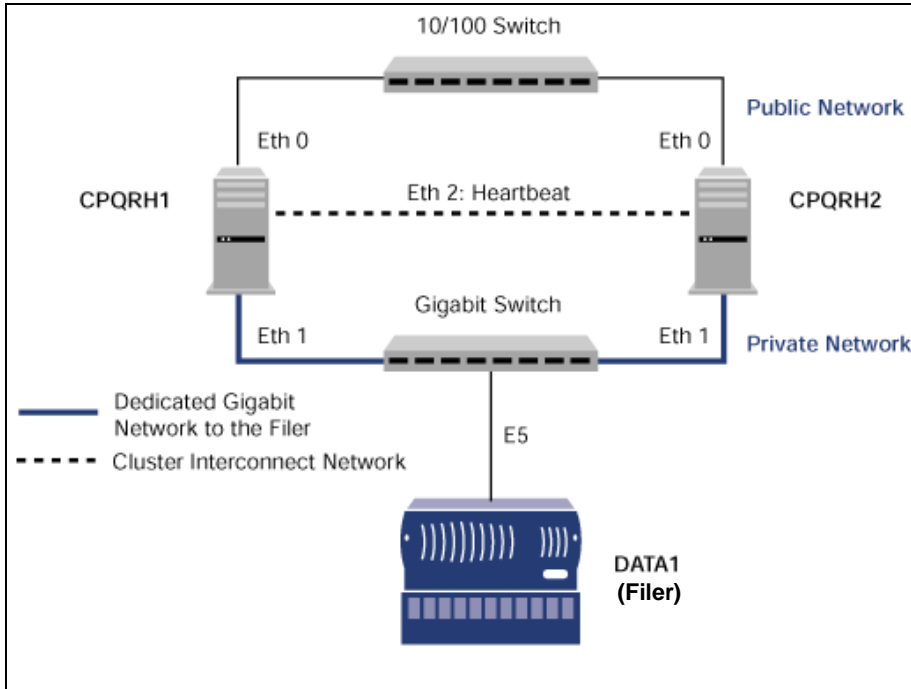 10/100 Switch
Public Network
Eth 0
Eth 0
CPQRH1
Eth 2: Heartbeat
CPQRH2
Gigabit Switch
Eth 1
Eth 1
Private Network
Dedicated Gigabit
Network to the Filer
E5
Cluster Interconnect Network
DATA1
(Filer)